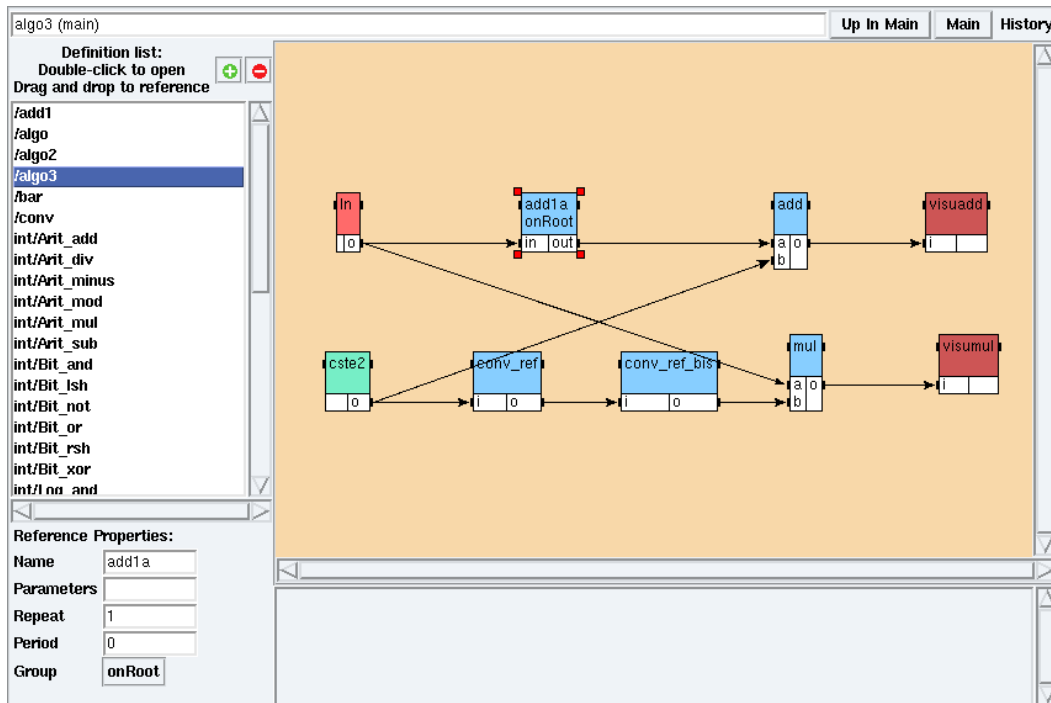 algo3 (main)
Up In Main
Main
History
Definition list:
Double-click to open
Drag and drop to reference
/add1
/algo
/algo2
/algo3
/bar
/conv
int/Arit_add
int/Arit_div
int/Arit_minus
int/Arit_mod
int/Arit_mul
int/Arit_sub
int/Bit_and
int/Bit_lsh
int/Bit_not
int/Bit_or
int/Bit_rsh
int/Bit_xor
int/Log_and
Reference Properties:
Name add1a
Parameters
Repeat 1
Period 0
Group onRoot
In
o
add1a
onRoot
in out
add
a o
b
visuadd
i
cste2
o
conv_ref
i o
conv_ref_bis
i o
mul
a o
b
visumul
i